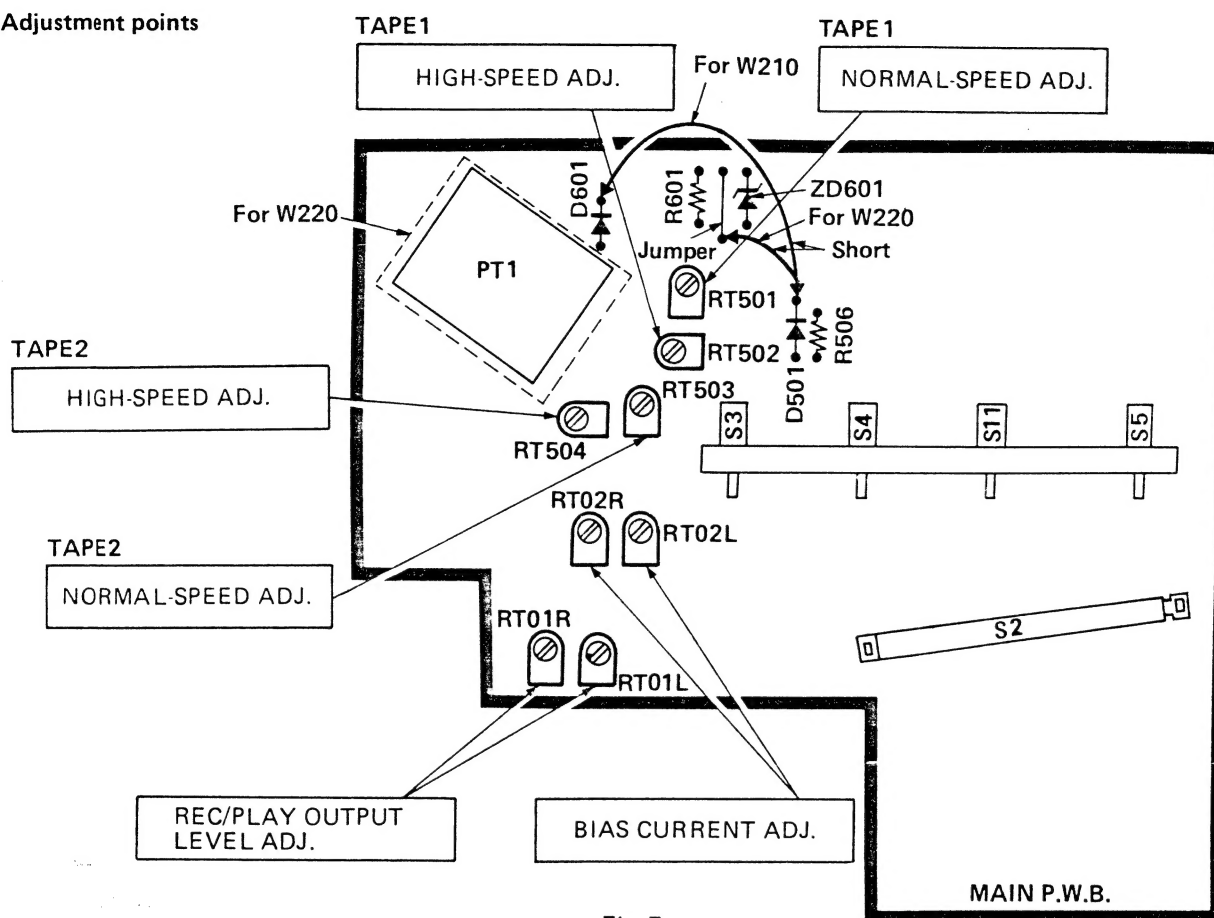 Adjustment points
TAPE1
HIGH-SPEED ADJ.
For W210
TAPE1
NORMAL-SPEED ADJ.
For W220
PT1
D601
R601
ZD601
For W220
Jumper
Short
RT501
RT502
D501
R506
TAPE2
HIGH-SPEED ADJ.
RT503
RT504
S3
S4
S11
S5
RT02R
RT02L
TAPE2
NORMAL-SPEED ADJ.
RT01R
RT01L
S2
REC/PLAY OUTPUT
LEVEL ADJ.
BIAS CURRENT ADJ.
MAIN P.W.B.